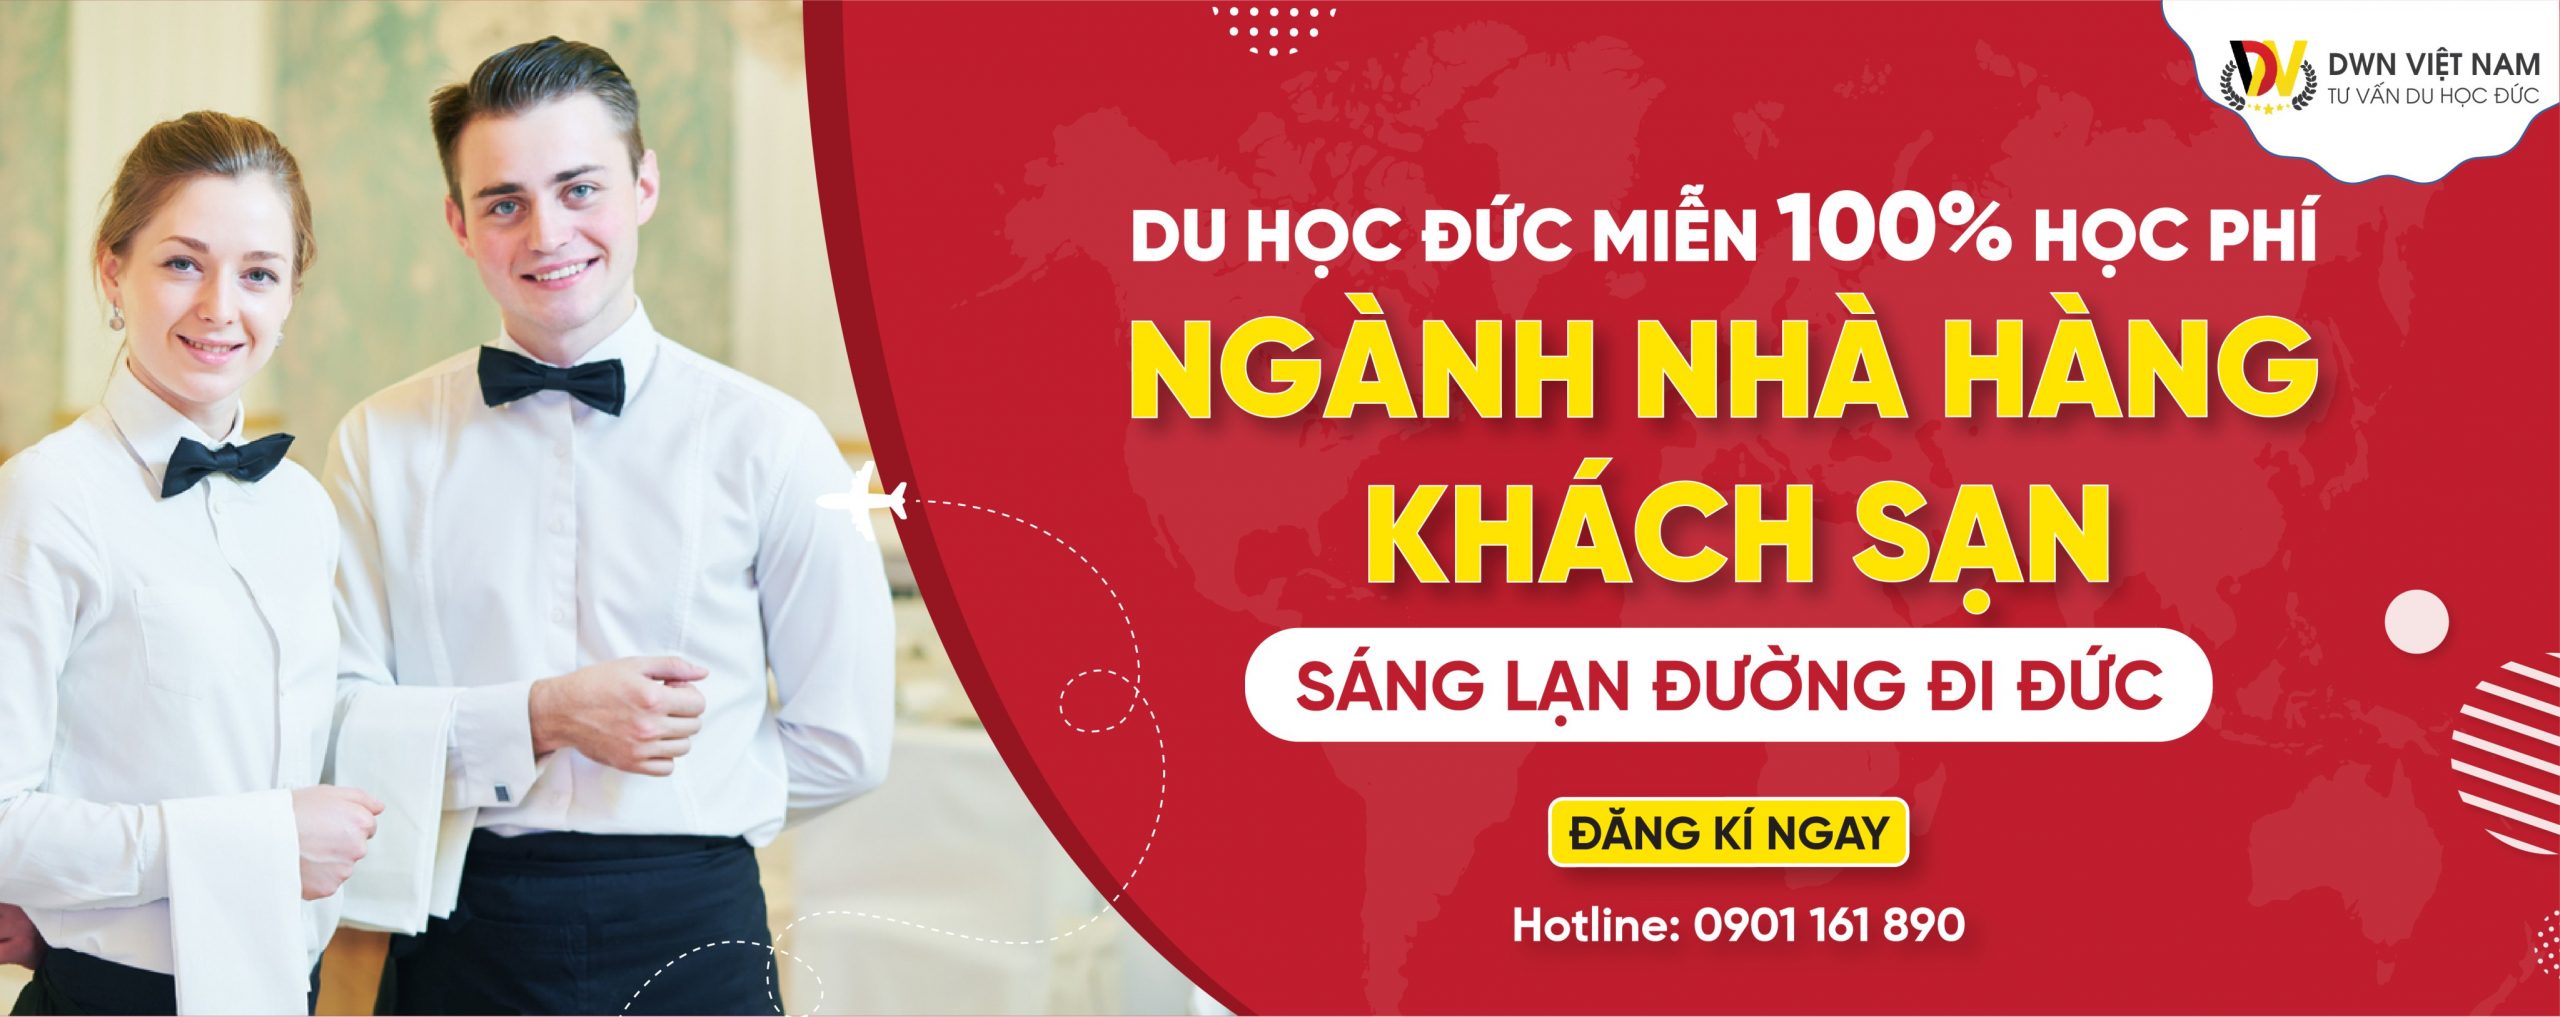 DWN VIỆT NAM
TƯ VẤN DU HỌC ĐỨC
DU HỌC ĐỨC MIỄN 100% HỌC PHÍ
NGÀNH NHÀ HÀNG
KHÁCH SẠN
SÁNG LẠN ĐƯỜNG ĐI ĐỨC
ĐĂNG KÍ NGAY
Hotline: 0901 161 890